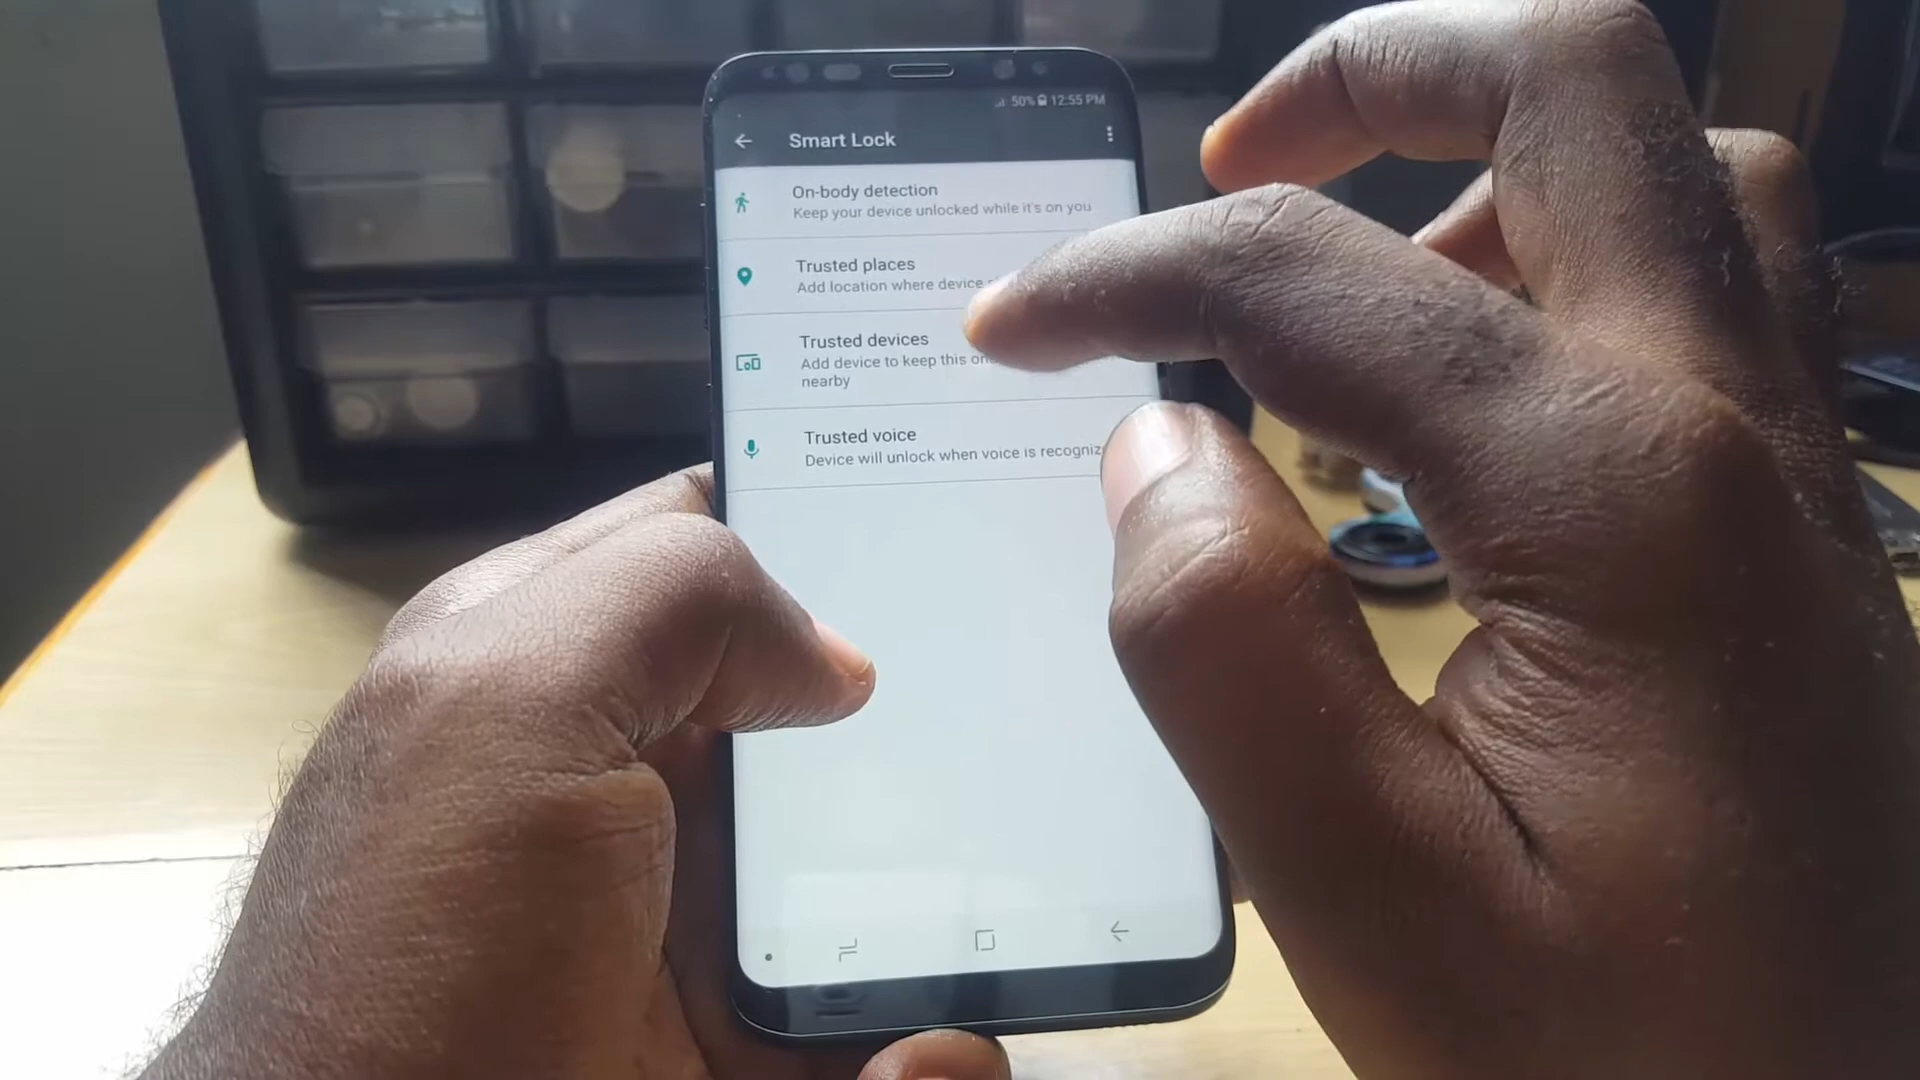 50% 12:55 PM
Smart Lock
On-body detection
Keep your device unlocked while it's on you
Trusted places
Add location where device
Trusted devices
Add device to keep this
nearby
Trusted voice
Device will unlock when voice is